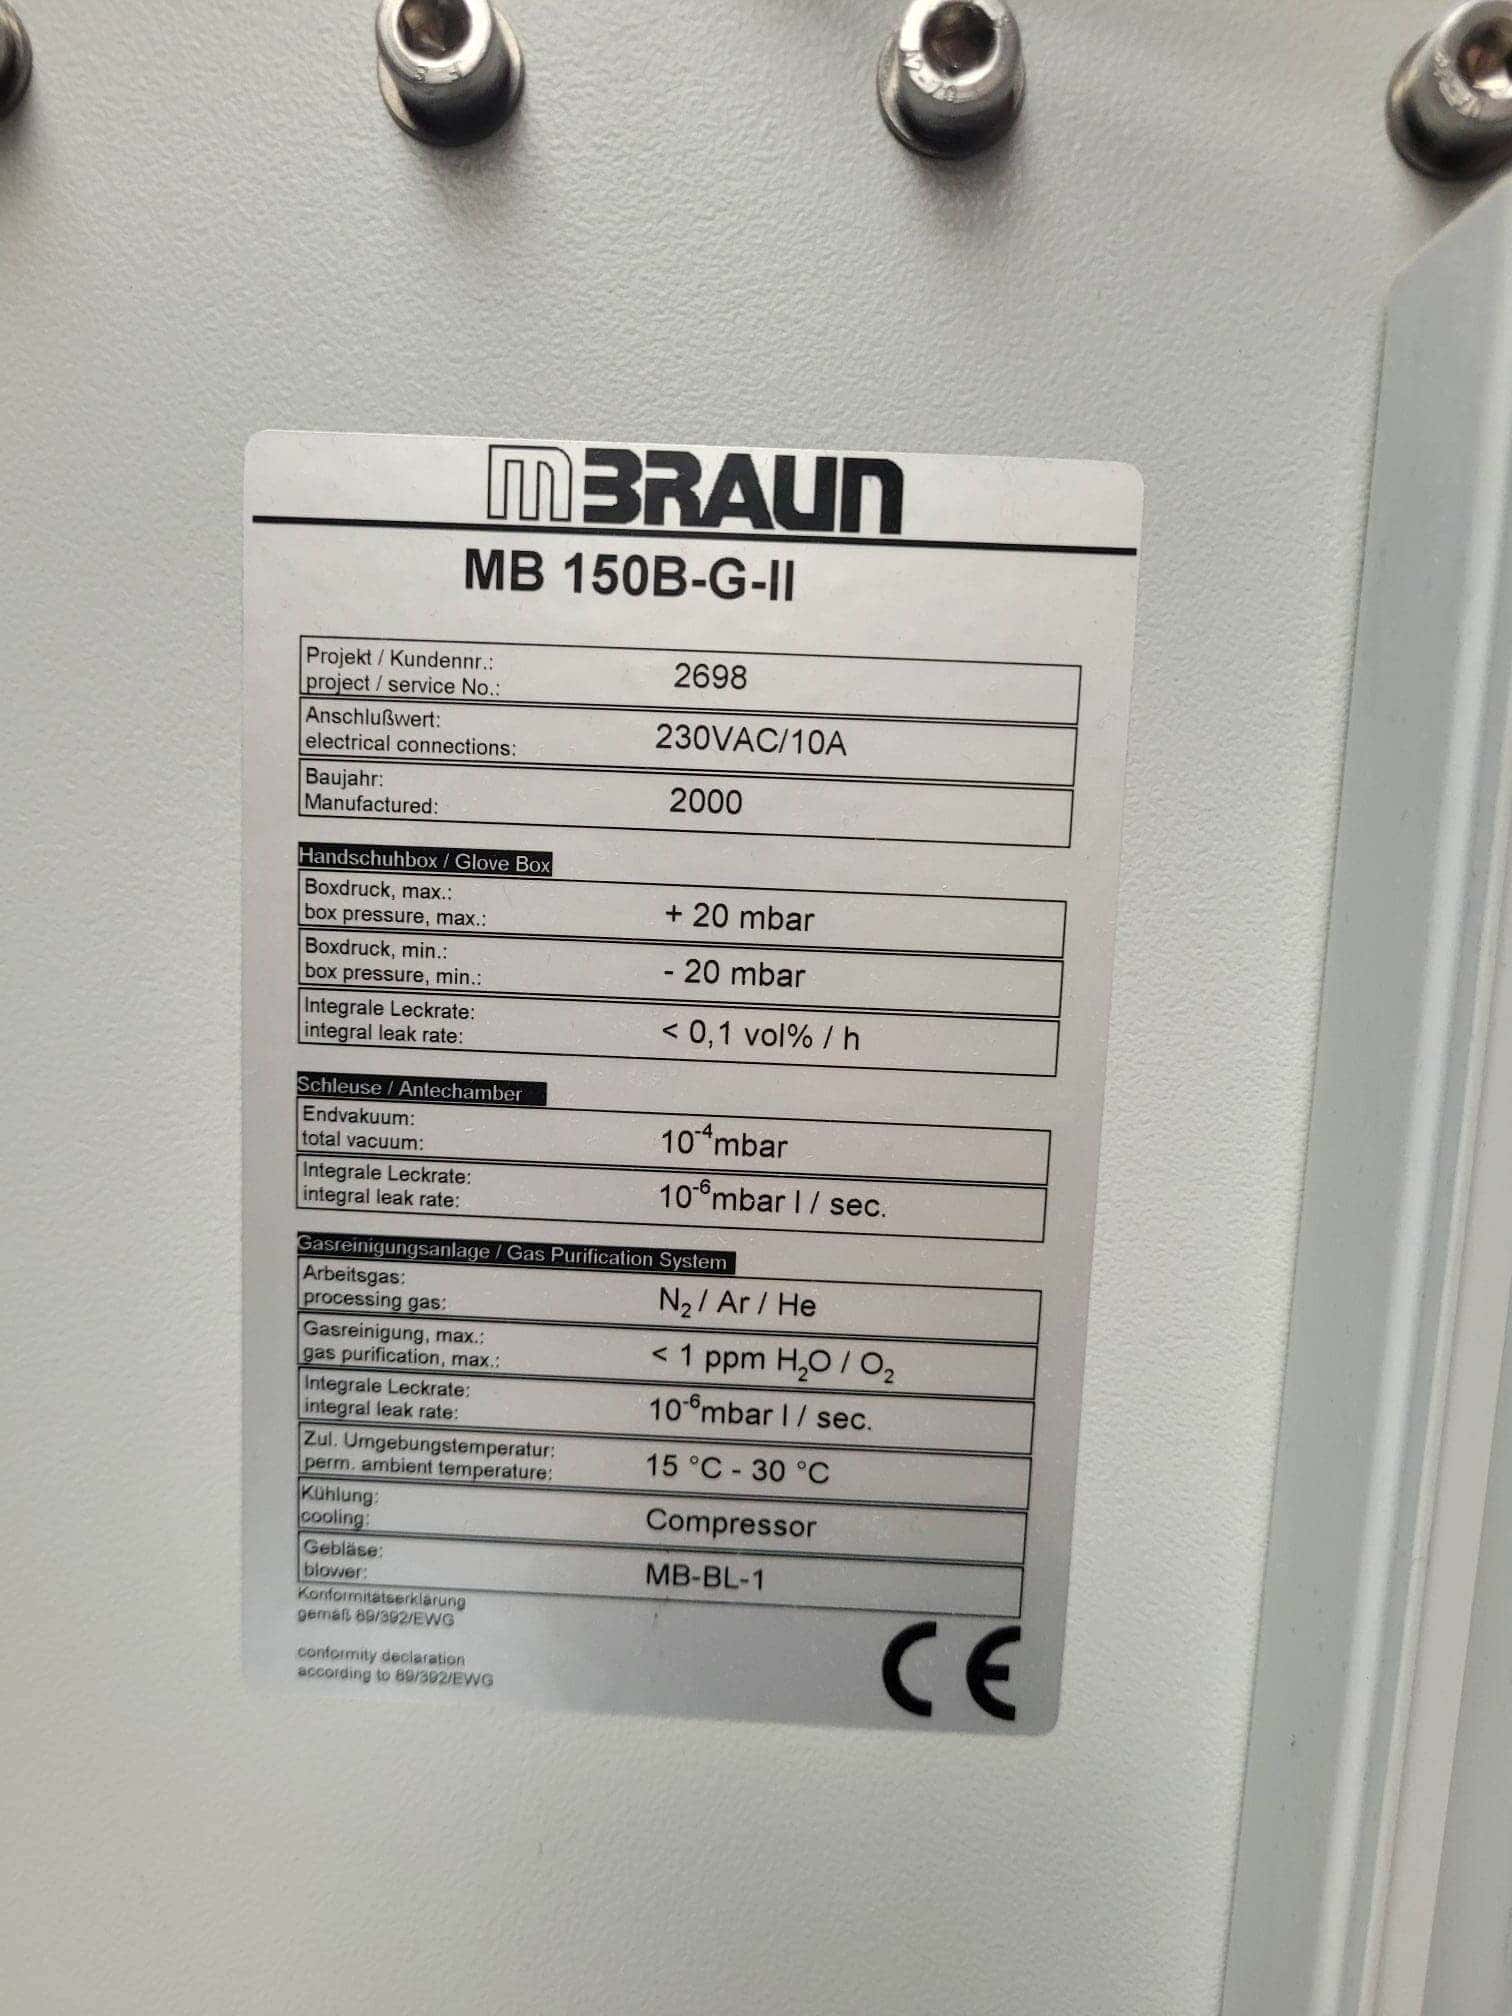 mBRAUN
MB 150B-G-II
Projekt / Kundennr.:
project / service No.: 2698
Anschlußwert:
electrical connections: 230VAC/10A
Baujahr:
Manufactured: 2000
Handschuhbox / Glove Box
Boxdruck, max.:
box pressure, max.: + 20 mbar
Boxdruck, min.:
box pressure, min.: - 20 mbar
Integrale Leckrate:
integral leak rate: < 0,1 vol% / h
Schleuse / Antechamber
Endvakuum:
total vacuum: 10⁻⁴mbar
Integrale Leckrate:
integral leak rate: 10⁻⁶mbar l / sec.
Gasreinigungsanlage / Gas Purification System
Arbeitsgas:
processing gas: N₂ / Ar / He
Gasreinigung, max.:
gas purification, max.: < 1 ppm H₂O / O₂
Integrale Leckrate:
integral leak rate: 10⁻⁶mbar l / sec.
Zul. Umgebungstemperatur:
perm. ambient temperature: 15 °C - 30 °C
Kühlung:
cooling: Compressor
Gebläse:
blower: MB-BL-1
Konformitätserklärung
gemäß 89/392/EWG
conformity declaration
according to 89/392/EWG
CE